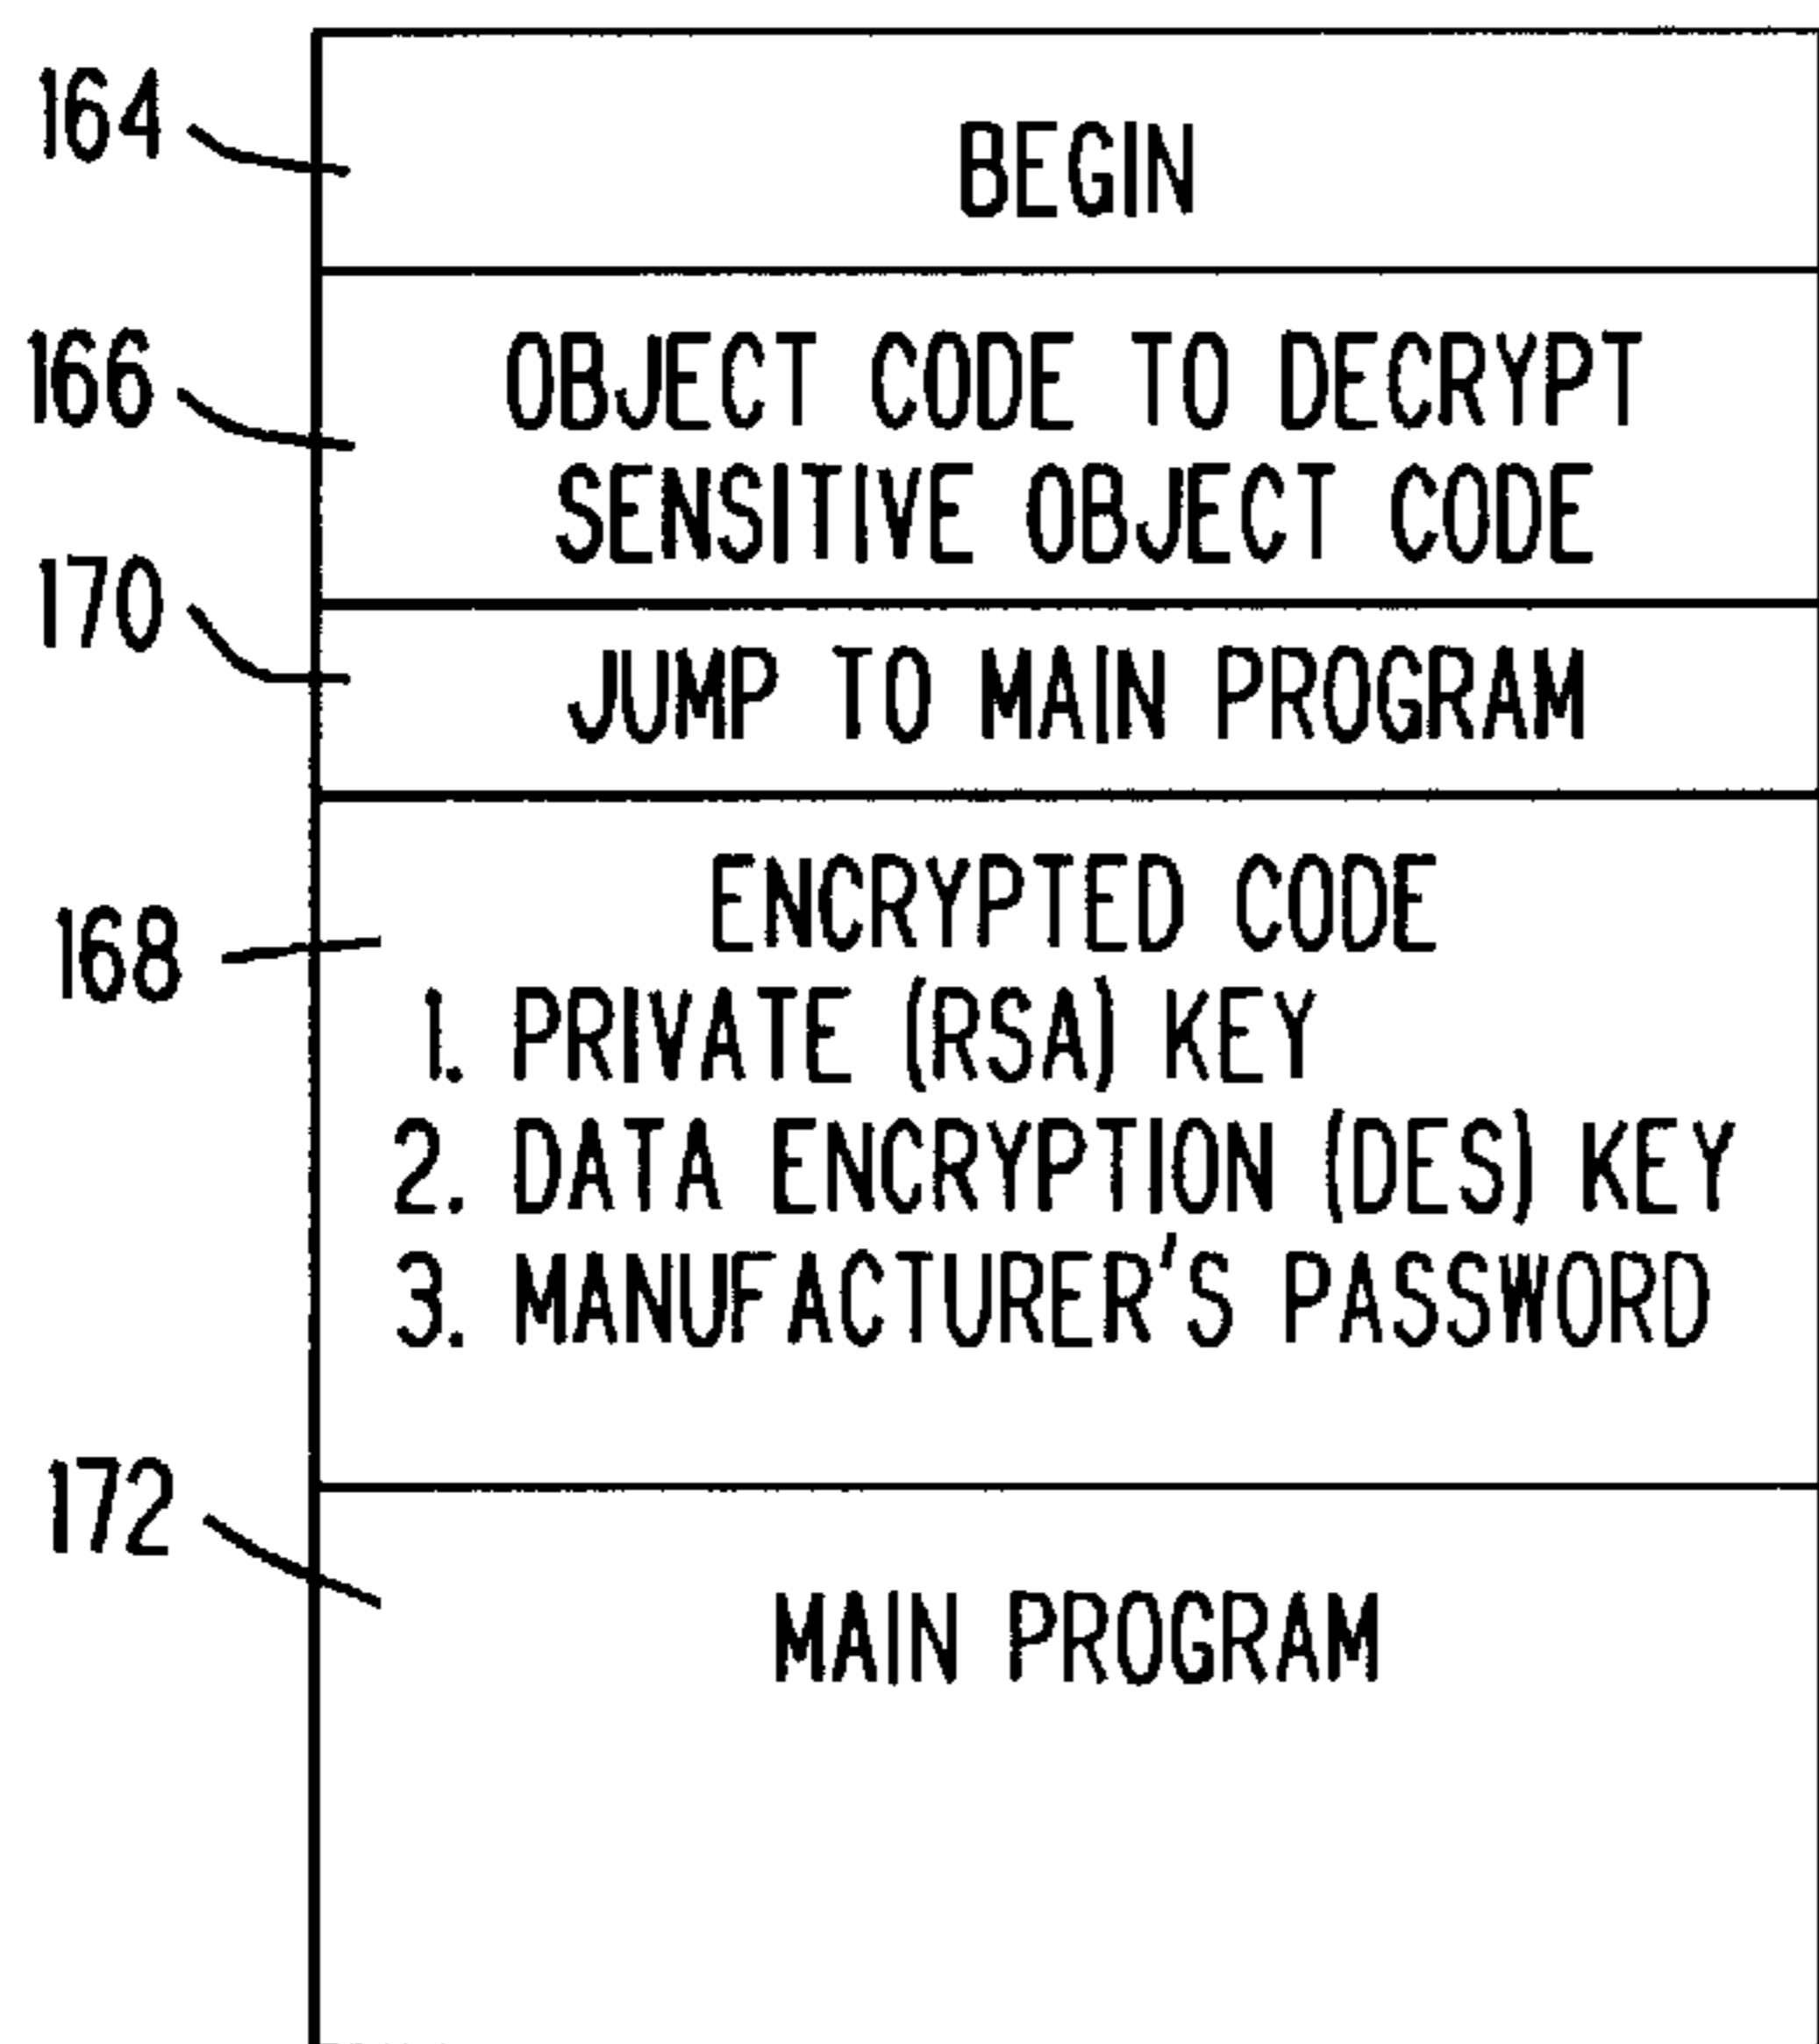 164
BEGIN
166
OBJECT CODE TO DECRYPT
SENSITIVE OBJECT CODE
170
JUMP TO MAIN PROGRAM
168
ENCRYPTED CODE
1. PRIVATE (RSA) KEY
2. DATA ENCRYPTION (DES) KEY
3. MANUFACTURER'S PASSWORD
172
MAIN PROGRAM